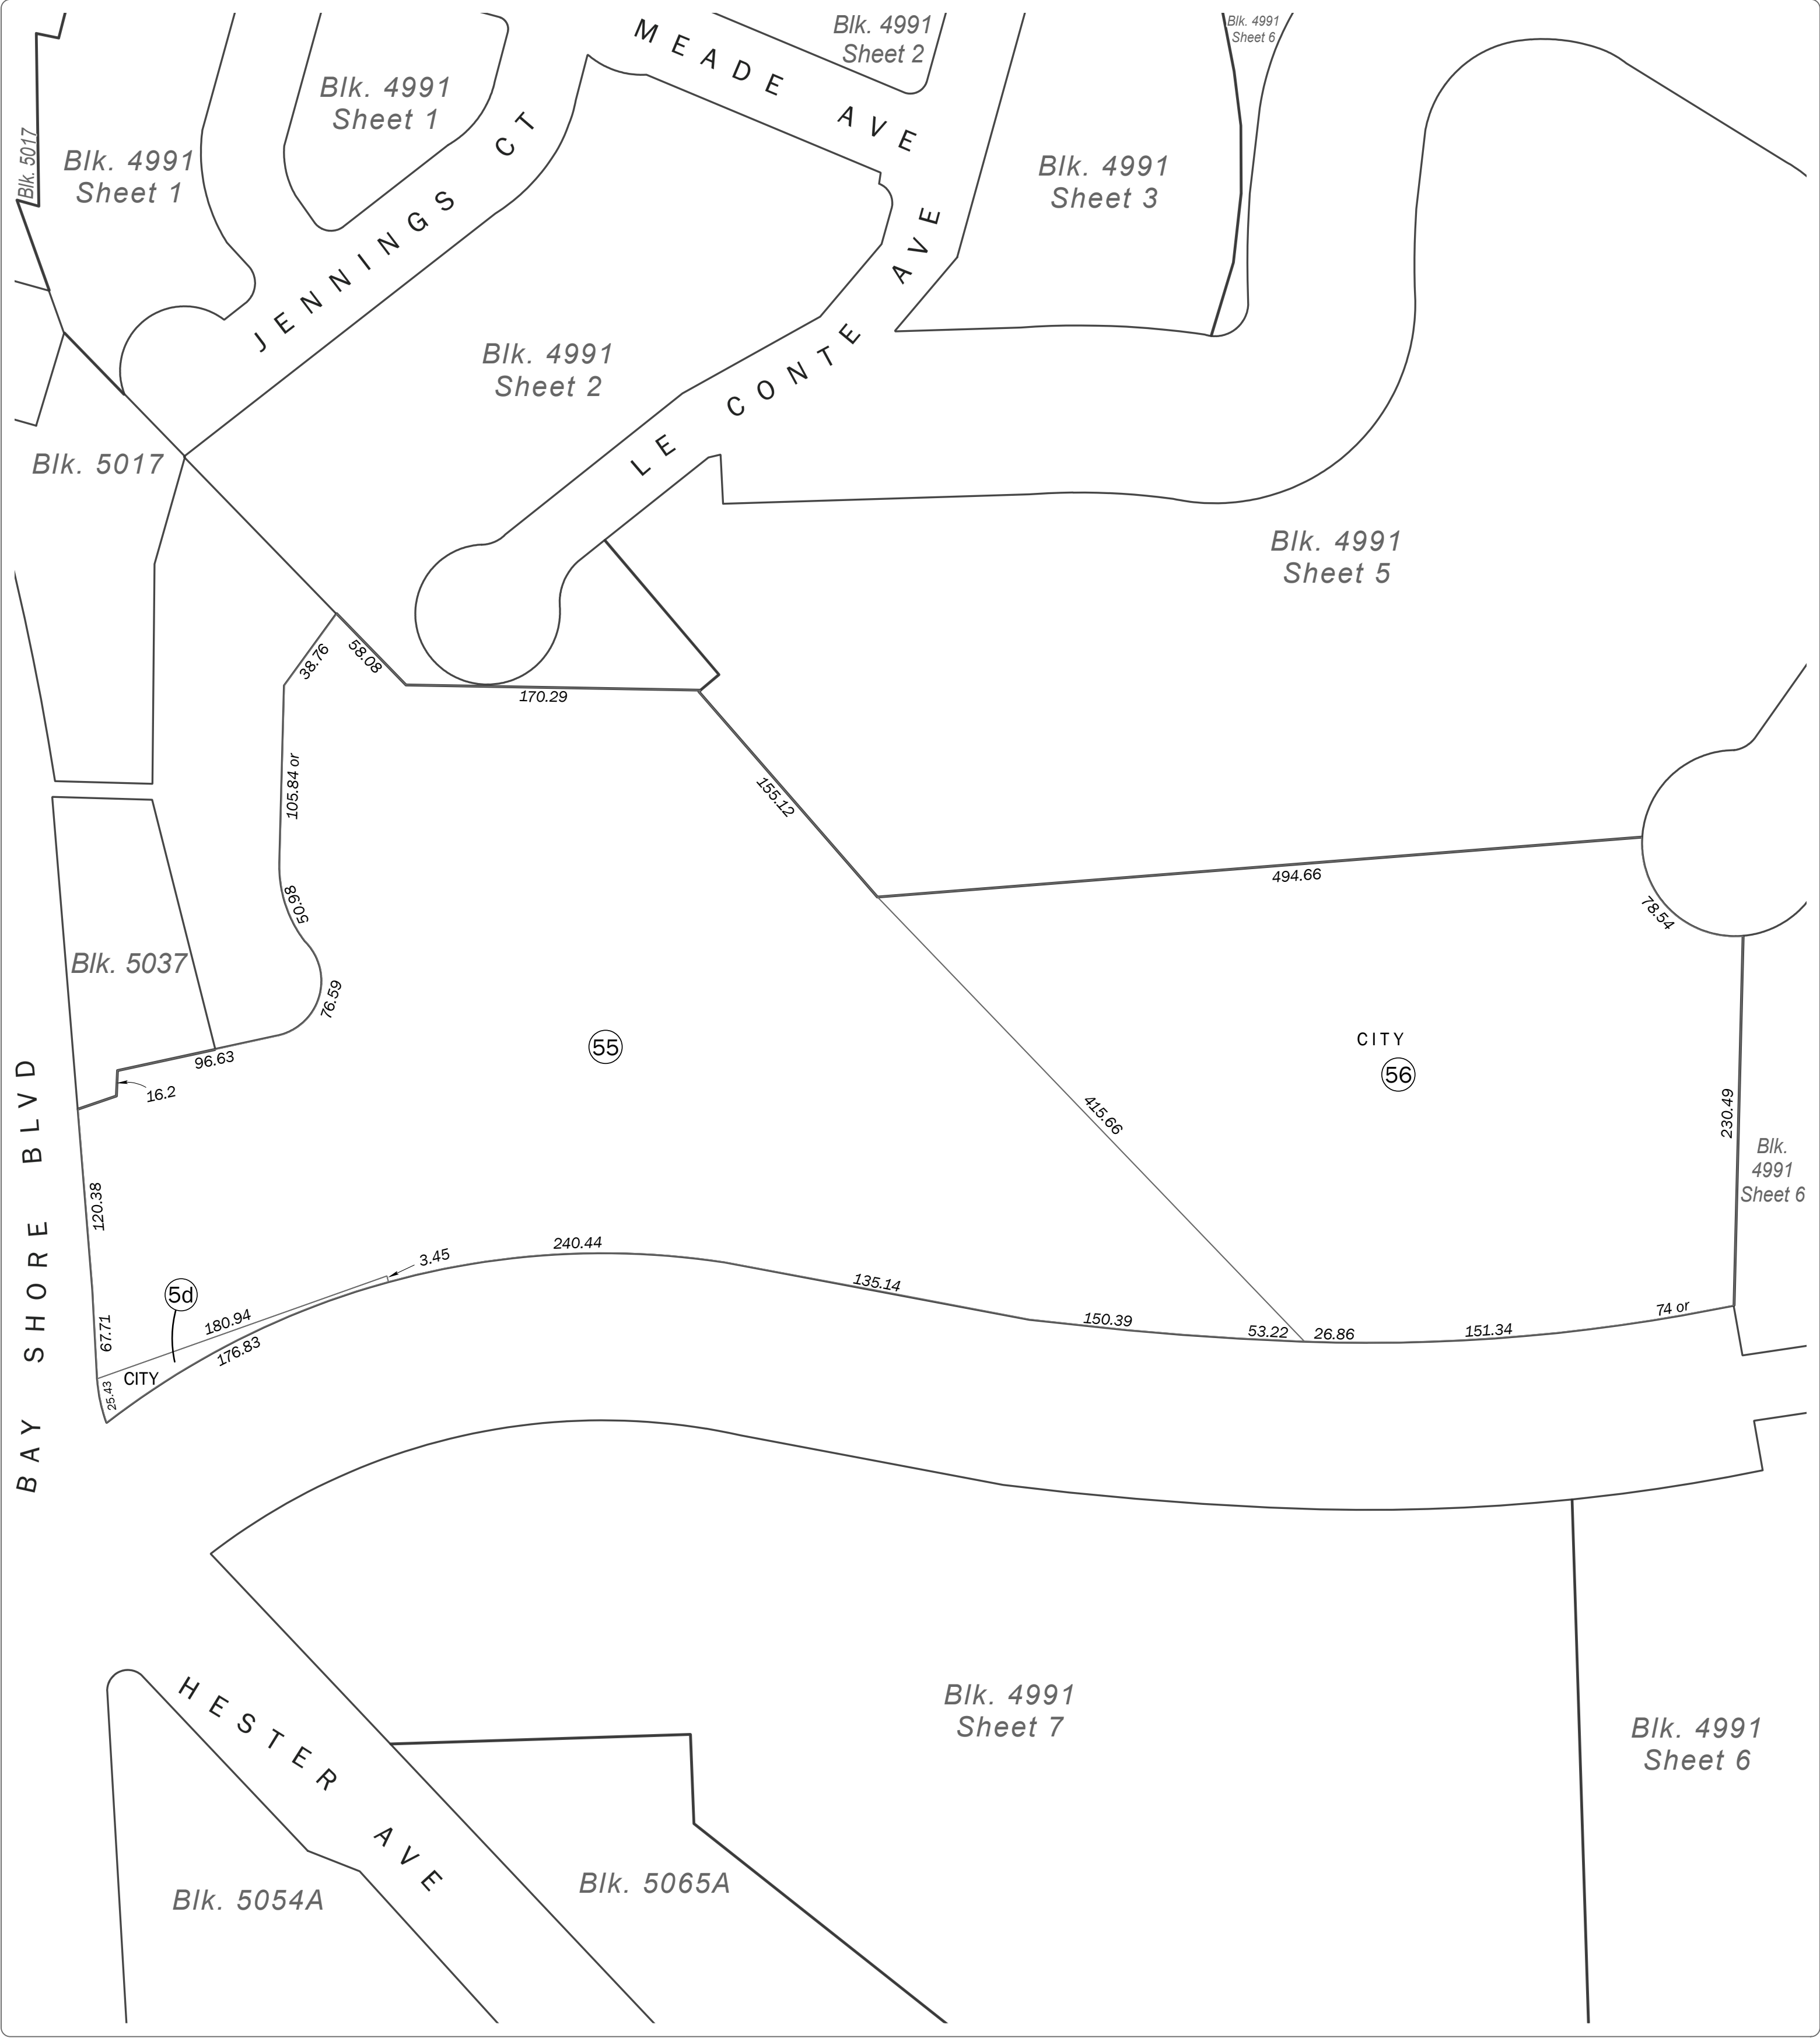 Blk. 4991
Sheet 2
Blk. 4991
Sheet 6
MEADE AVE
Blk. 4991
Sheet 1
Blk. 5017
Blk. 4991
Sheet 1
JENNINGS CT
Blk. 4991
Sheet 3
Blk. 4991
Sheet 2
LE CONTE AVE
Blk. 5017
Blk. 4991
Sheet 5
38.76
58.08
170.29
105.84 or
155.12
50.98
494.66
78.54
Blk. 5037
76.59
96.63
16.2
55
CITY
56
415.66
230.49
Blk.
4991
Sheet 6
BAY SHORE BLVD
120.38
240.44
3.45
135.14
5d
180.94
67.71
176.83
150.39
53.22
26.86
151.34
74 or
CITY
25.43
HESTER AVE
Blk. 4991
Sheet 7
Blk. 4991
Sheet 6
Blk. 5065A
Blk. 5054A